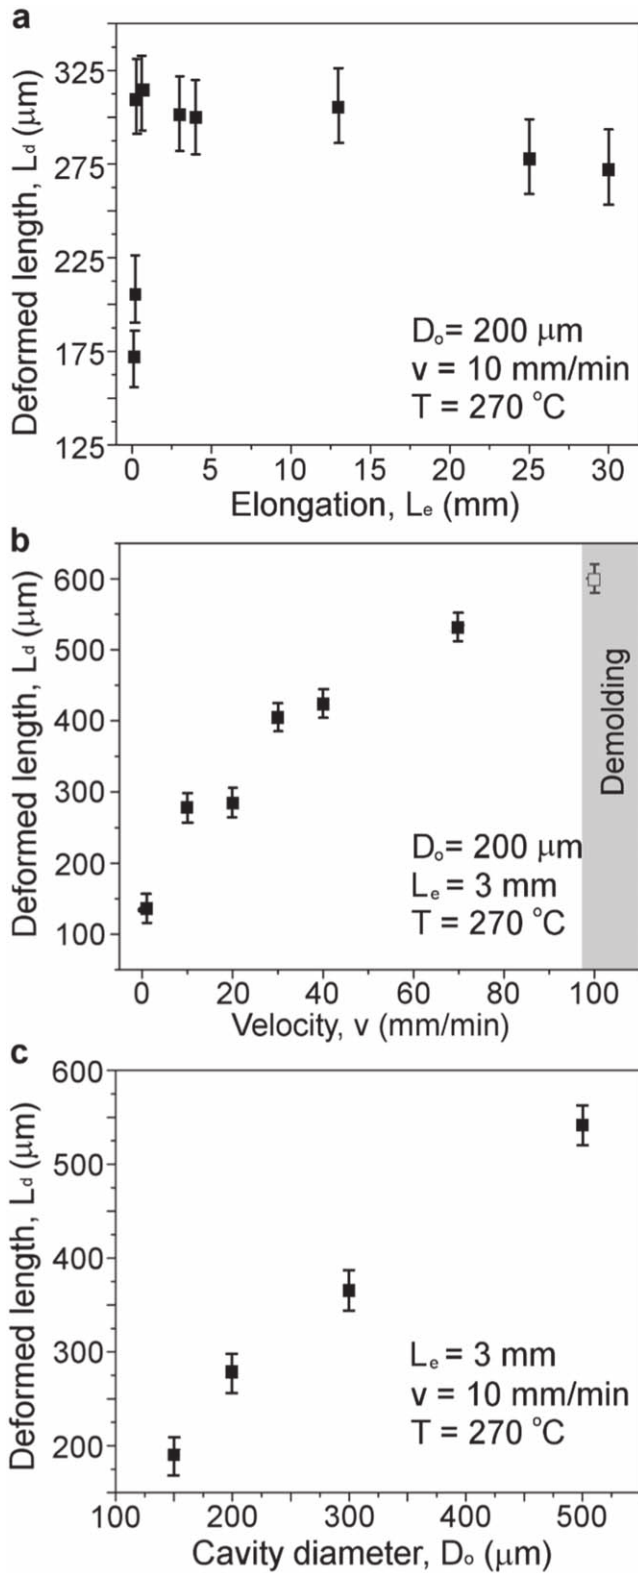 a
Deformed length, Ld (μm)
325
275
225
175
125
Do= 200 μm
v = 10 mm/min
T = 270 °C
0 5 10 15 20 25 30
Elongation, Le (mm)
b
Deformed length, Ld (μm)
600
500
400
300
200
100
Demolding
Do= 200 μm
Le = 3 mm
T = 270 °C
0 20 40 60 80 100
Velocity, v (mm/min)
c
Deformed length, Ld (μm)
600
500
400
300
200
Le = 3 mm
v = 10 mm/min
T = 270 °C
100 200 300 400 500
Cavity diameter, Do (μm)